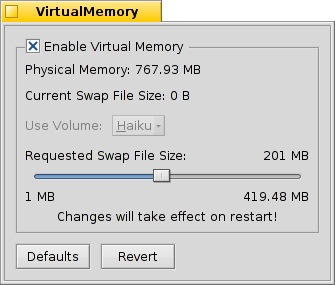 VirtualMemory
Enable Virtual Memory
Physical Memory: 767.93 MB
Current Swap File Size: 0 B
Use Volume: Haiku
Requested Swap File Size: 201 MB
1 MB 419.48 MB
Changes will take effect on restart!
Defaults Revert